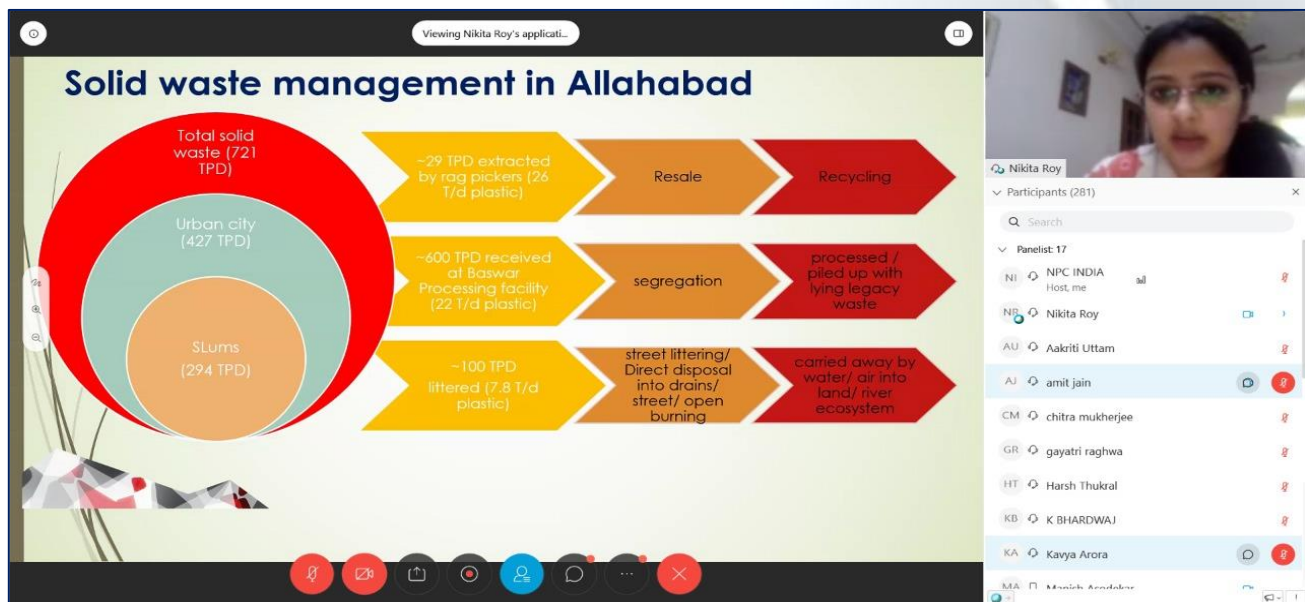 Viewing Nikita Roy's applicati...
Solid waste management in Allahabad
Total solid
waste (721
TPD)
Urban city
(427 TPD)
SLums
(294 TPD)
~29 TPD extracted
by rag pickers (26
T/d plastic)
Resale
Recycling
~600 TPD received
at Baswar
Processing facility
(22 T/d plastic)
segregation
processed /
piled up with
lying legacy
waste
~100 TPD
littered (7.8 T/d
plastic)
street littering/
Direct disposal
into drains/
street/ open
burning
carried away by
water/ air into
land/ river
ecosystem
Nikita Roy
Participants (281)
Search
Panelist: 17
NI NPC INDIA
Host, me
NR Nikita Roy
AU Aakriti Uttam
AJ amit jain
CM chitra mukherjee
GR gayatri raghwa
HT Harsh Thukral
KB K BHARDWAJ
KA Kavya Arora
MA Manish Asodekar